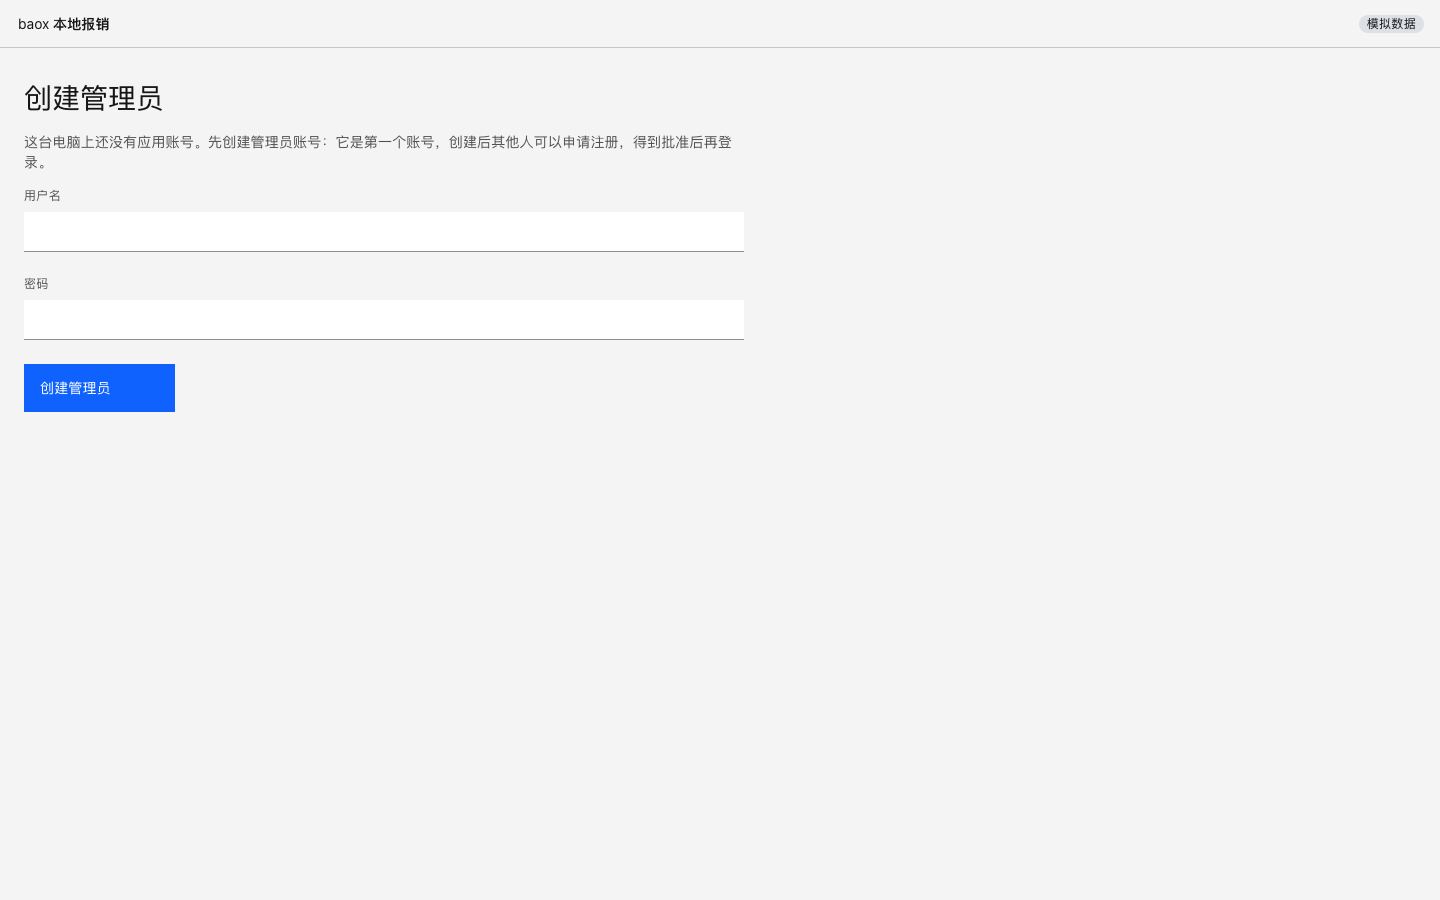 baox 本地报销
模拟数据
创建管理员
这台电脑上还没有应用账号。先创建管理员账号：它是第一个账号，创建后其他人可以申请注册，得到批准后再登
录。
用户名
密码
创建管理员